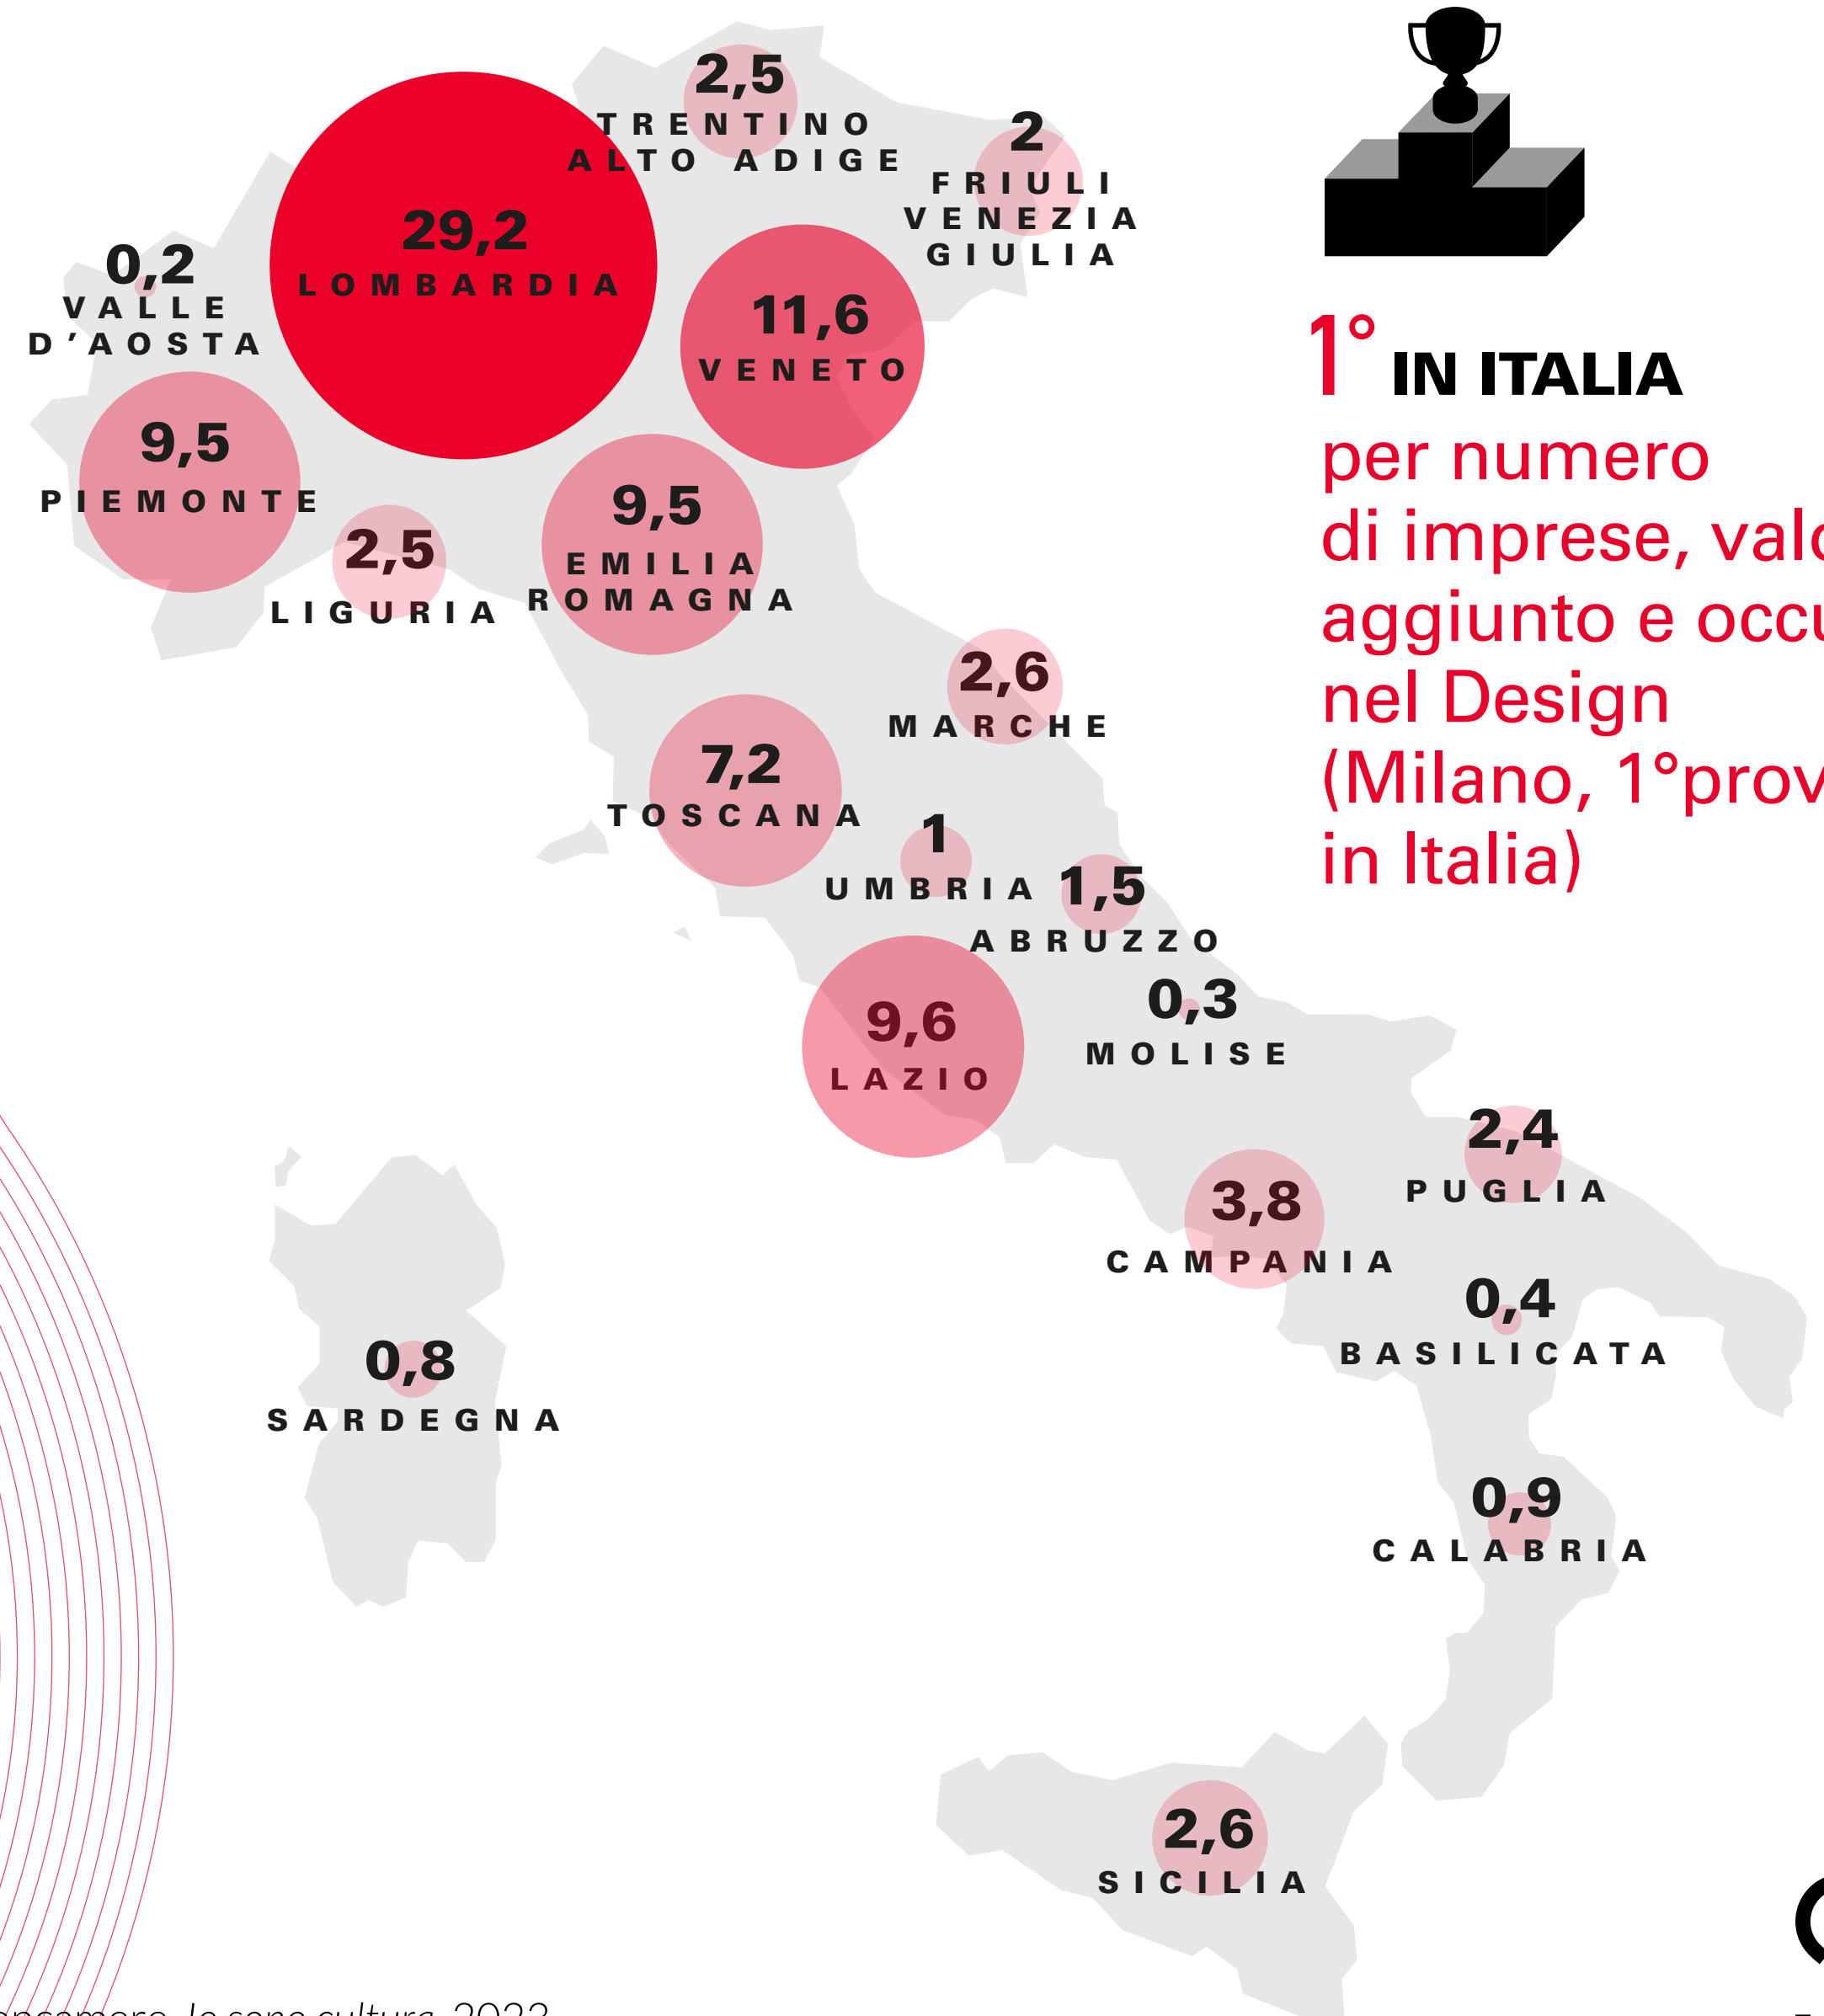 2,5
TRENTINO
ALTO ADIGE
2
FRIULI
VENEZIA
GIULIA
29,2
LOMBARDIA
0,2
VALLE
D'AOSTA
11,6
VENETO
9,5
PIEMONTE
2,5
LIGURIA
9,5
EMILIA
ROMAGNA
2,6
MARCHE
7,2
TOSCANA
1
UMBRIA
1,5
ABRUZZO
9,6
LAZIO
0,3
MOLISE
2,4
PUGLIA
3,8
CAMPANIA
0,4
BASILICATA
0,8
SARDEGNA
0,9
CALABRIA
2,6
SICILIA
1° IN ITALIA
per numero
di imprese,
aggiunto e
nel Design
(Milano, 1°
in Italia)
Io sono cultura, 2023